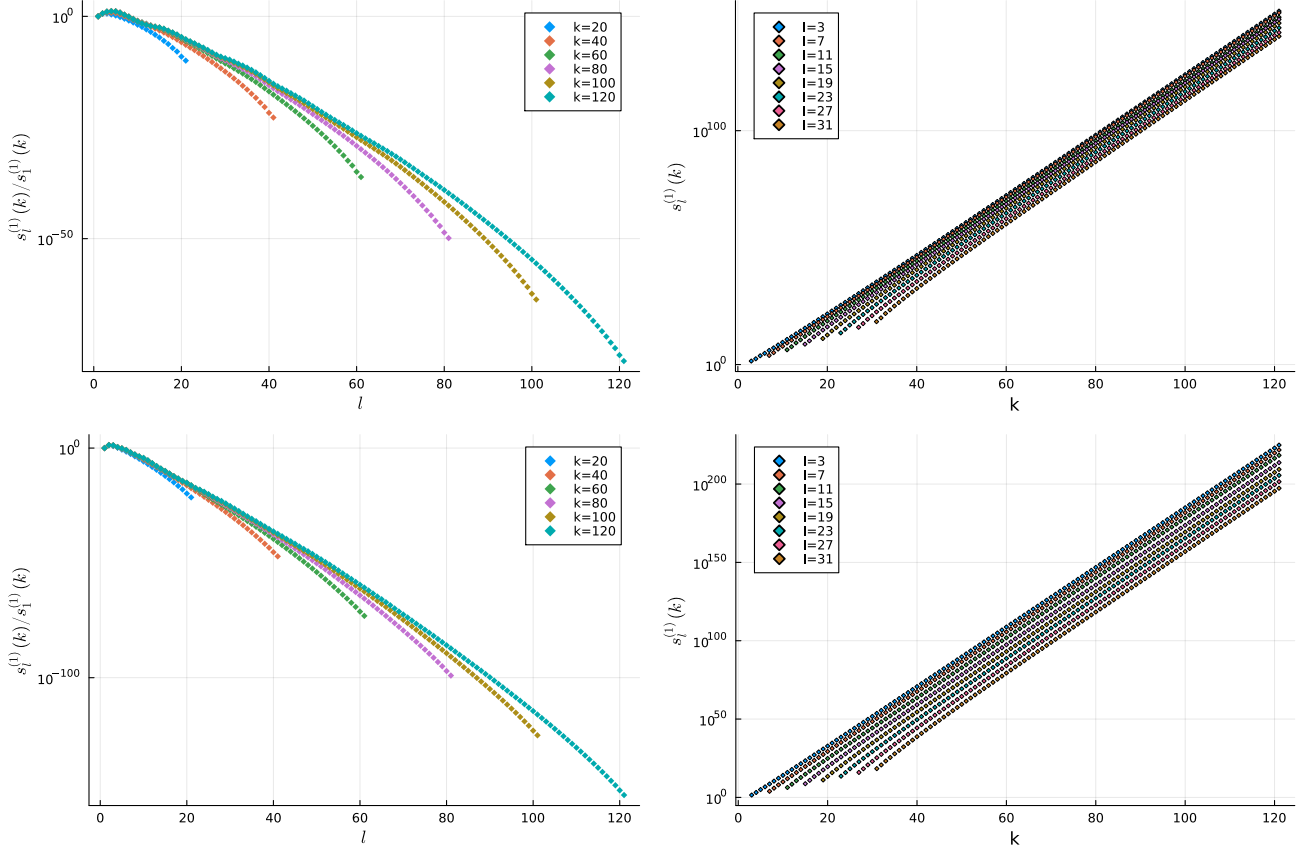 10^0
10^{-50}
s_l^{(1)}(k)/s_1^{(1)}(k)
0 20 40 60 80 100 120
l
k=20
k=40
k=60
k=80
k=100
k=120
10^{100}
10^0
s_l^{(1)}(k)
0 20 40 60 80 100 120
k
l=3
l=7
l=11
l=15
l=19
l=23
l=27
l=31
10^0
10^{-100}
s_l^{(1)}(k)/s_1^{(1)}(k)
0 20 40 60 80 100 120
l
k=20
k=40
k=60
k=80
k=100
k=120
10^{200}
10^{150}
10^{100}
10^{50}
10^0
s_l^{(1)}(k)
0 20 40 60 80 100 120
k
l=3
l=7
l=11
l=15
l=19
l=23
l=27
l=31